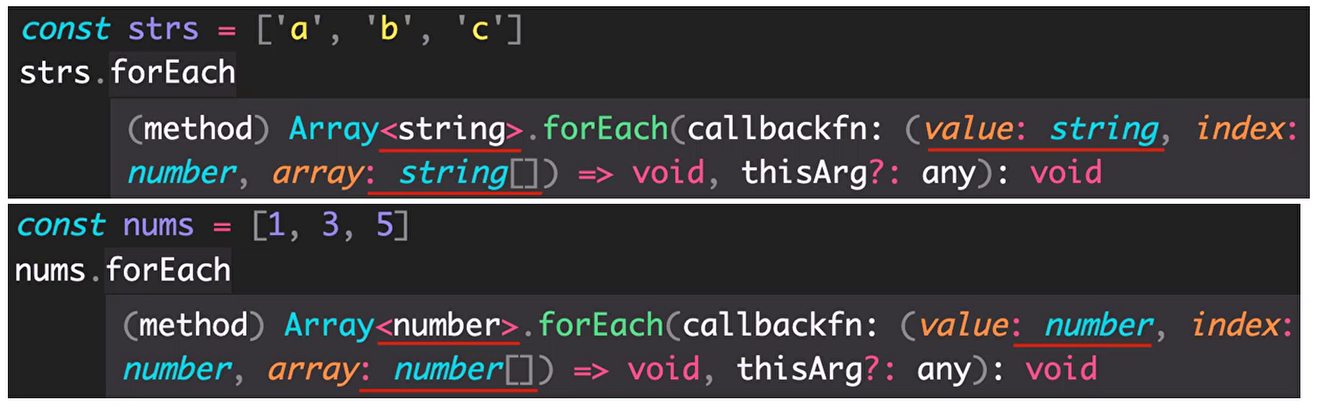 const strs = ['a', 'b', 'c']
strs.forEach
(method) Array<string>.forEach(callbackfn: (value: string, index:
number, array: string[]) => void, thisArg?: any): void
const nums = [1, 3, 5]
nums.forEach
(method) Array<number>.forEach(callbackfn: (value: number, index:
number, array: number[]) => void, thisArg?: any): void